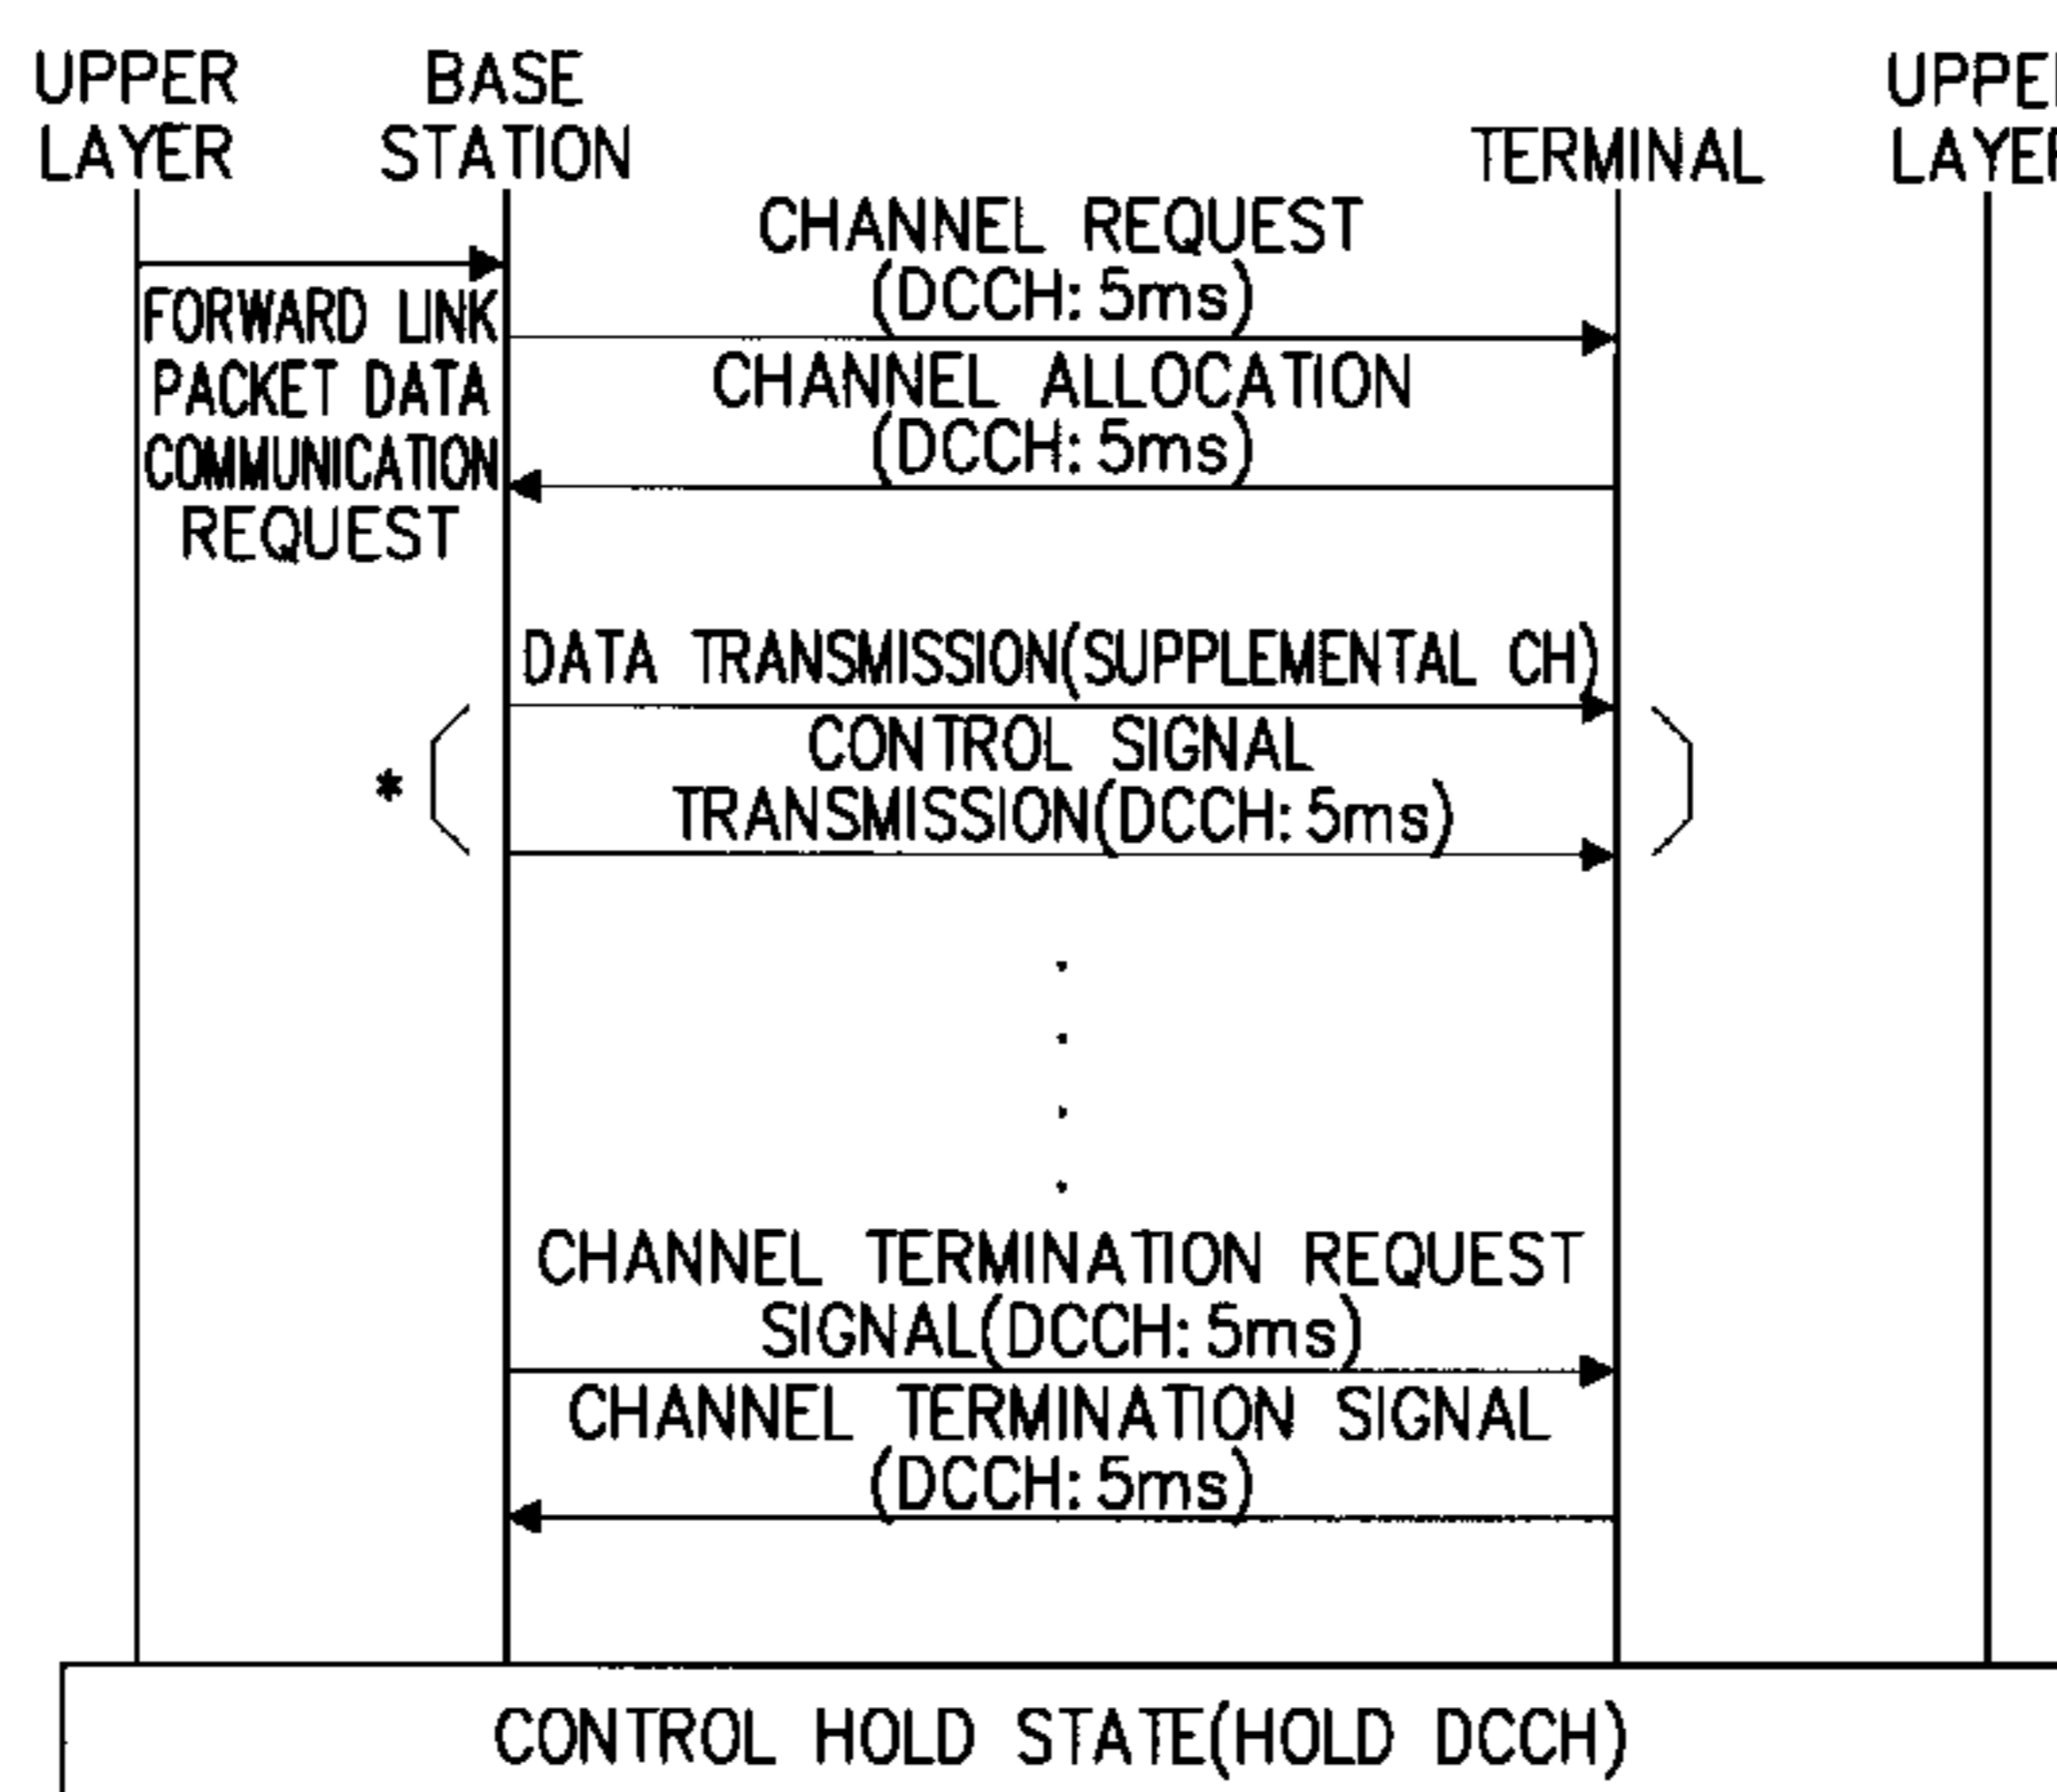 UPPER
LAYER
BASE
STATION
TERMINAL
CHANNEL REQUEST
(DCCH: 5ms)
FORWARD LINK
PACKET DATA
COMMUNICATION
REQUEST
CHANNEL ALLOCATION
(DCCH: 5ms)
DATA TRANSMISSION(SUPPLEMENTAL CH)
CONTROL SIGNAL
TRANSMISSION(DCCH: 5ms)
*
CHANNEL TERMINATION REQUEST
SIGNAL(DCCH: 5ms)
CHANNEL TERMINATION SIGNAL
(DCCH: 5ms)
CONTROL HOLD STATE(HOLD DCCH)